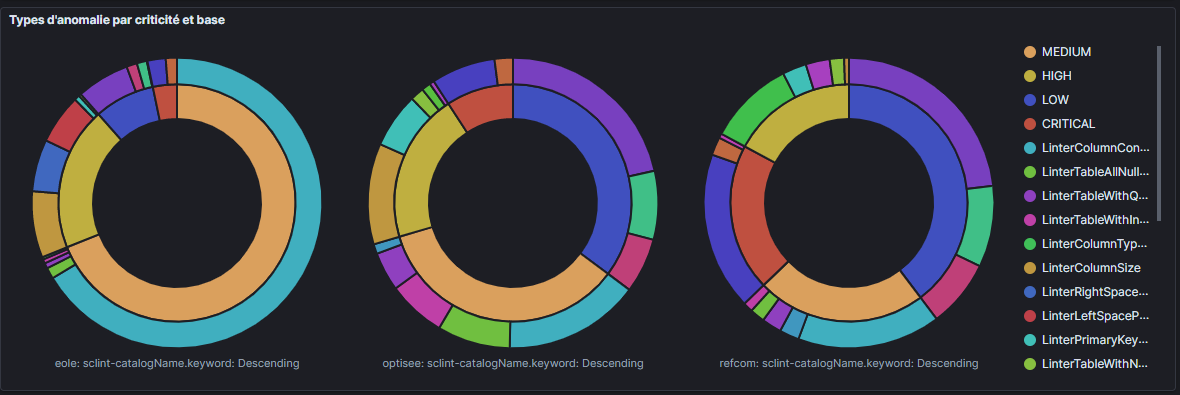 Types d'anomalie par criticité et base
MEDIUM
HIGH
LOW
CRITICAL
LinterColumnCon...
LinterTableAllNull...
LinterTableWithQ...
LinterTableWithIn...
LinterColumnTyp...
LinterColumnSize
LinterRightSpace...
LinterLeftSpaceP...
LinterPrimaryKey...
LinterTableWithN...
eole: sclint-catalogName.keyword: Descending
optisee: sclint-catalogName.keyword: Descending
refcom: sclint-catalogName.keyword: Descending